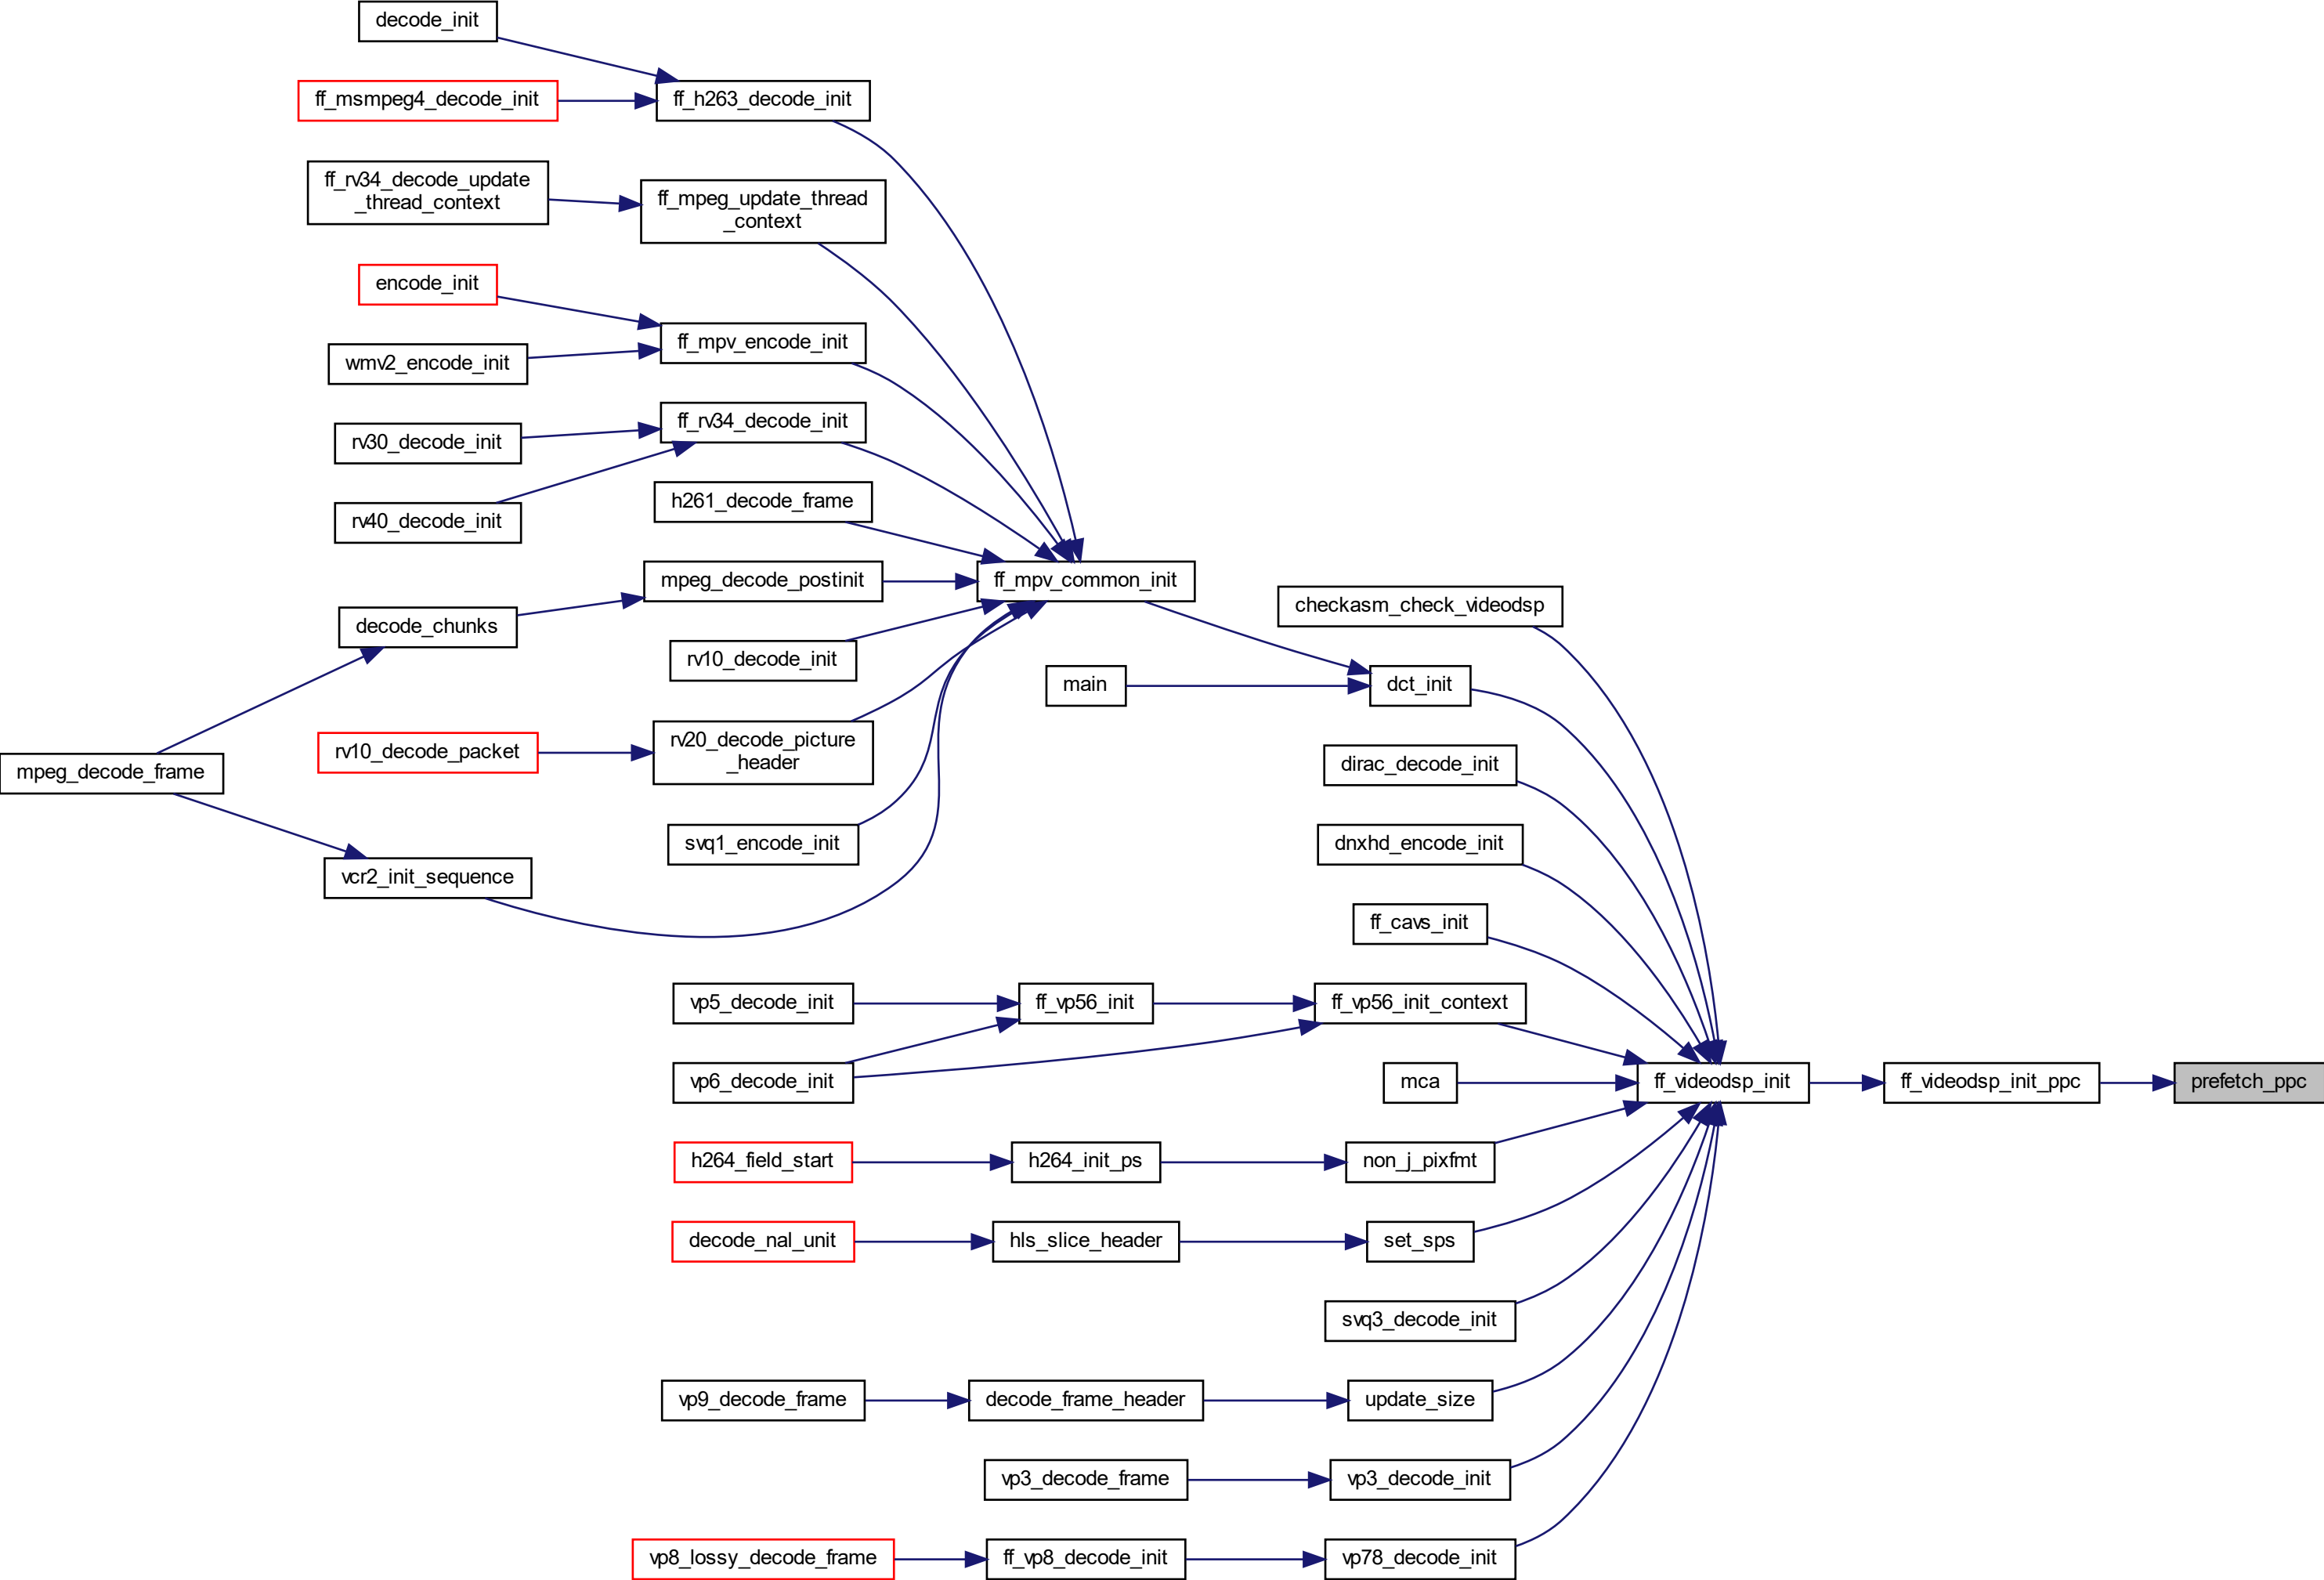 decode_init
ff_msmpeg4_decode_init
ff_h263_decode_init
ff_rv34_decode_update
_thread_context
ff_mpeg_update_thread
_context
encode_init
ff_mpv_encode_init
wmv2_encode_init
ff_rv34_decode_init
rv30_decode_init
rv40_decode_init
h261_decode_frame
mpeg_decode_postinit
ff_mpv_common_init
checkasm_check_videodsp
decode_chunks
rv10_decode_init
main
dct_init
rv10_decode_packet
rv20_decode_picture
_header
mpeg_decode_frame
dirac_decode_init
svq1_encode_init
dnxhd_encode_init
vcr2_init_sequence
ff_cavs_init
vp5_decode_init
ff_vp56_init
ff_vp56_init_context
vp6_decode_init
mca
ff_videodsp_init
ff_videodsp_init_ppc
prefetch_ppc
h264_field_start
h264_init_ps
non_j_pixfmt
decode_nal_unit
hls_slice_header
set_sps
svq3_decode_init
vp9_decode_frame
decode_frame_header
update_size
vp3_decode_frame
vp3_decode_init
vp8_lossy_decode_frame
ff_vp8_decode_init
vp78_decode_init